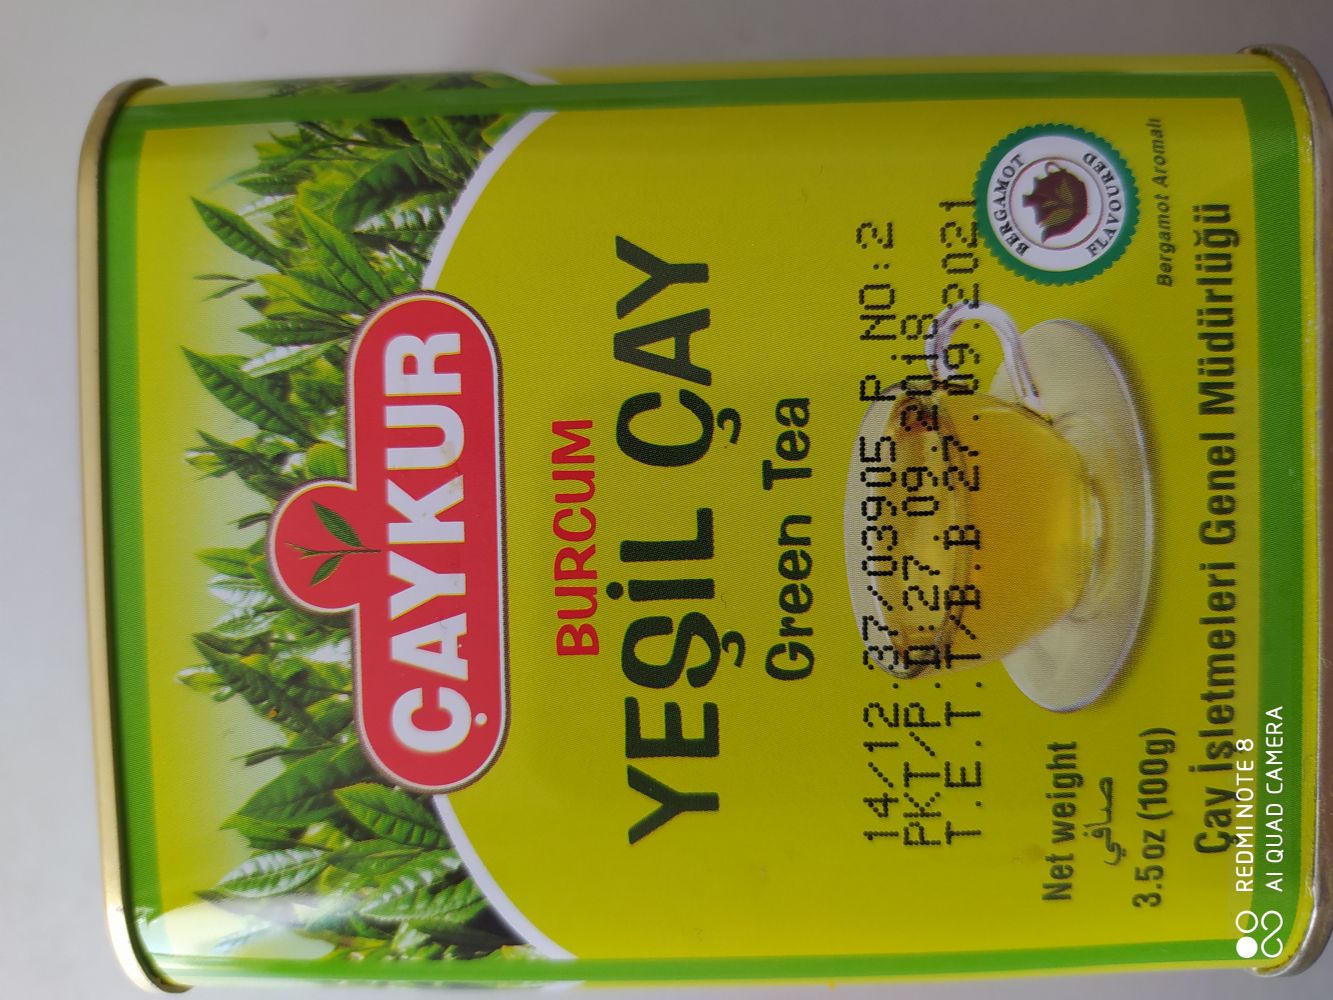 ÇAYKUR
BURCUM
YEŞİL ÇAY
Green Tea
14/12:37/03905 P NO:2
PKT/P:Ü:27.09.2018
T.E.T.T/B.B 27.09.2021
BERGAMOT
FLAVOURED
Bergamot Aromalı
Net weight
صافي
3.5 oz (100g)
Çay İşletmeleri Genel Müdürlüğü
REDMI NOTE 8
AI QUAD CAMERA